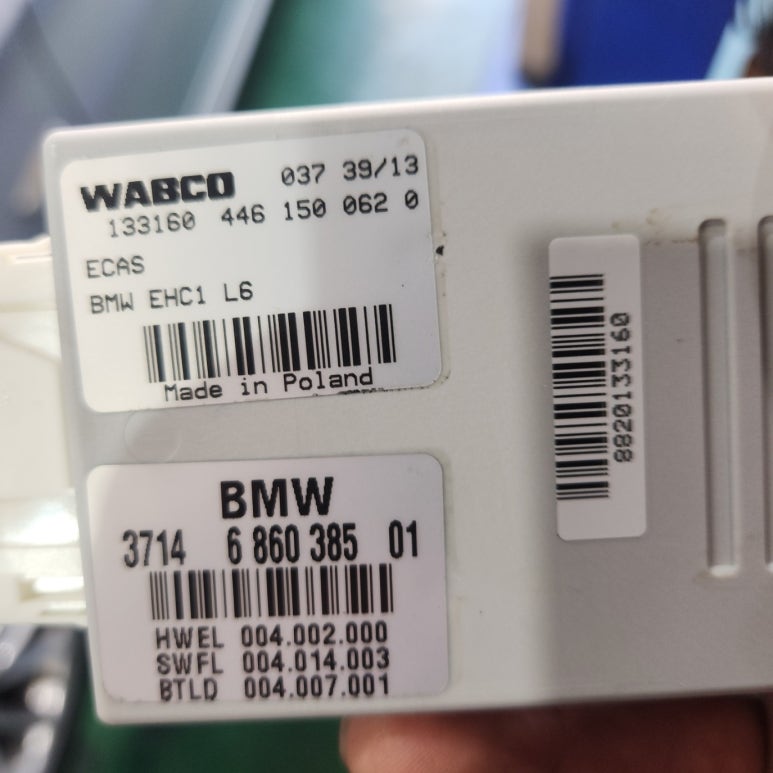 WABCO 037 39/13
133160 446 150 062 0
ECAS
BMW EHC1 L6
Made in Poland
BMW
3714 6 860 385 01
HWEL 004.002.000
SWFL 004.014.003
BTLD 004.007.001
8820133160